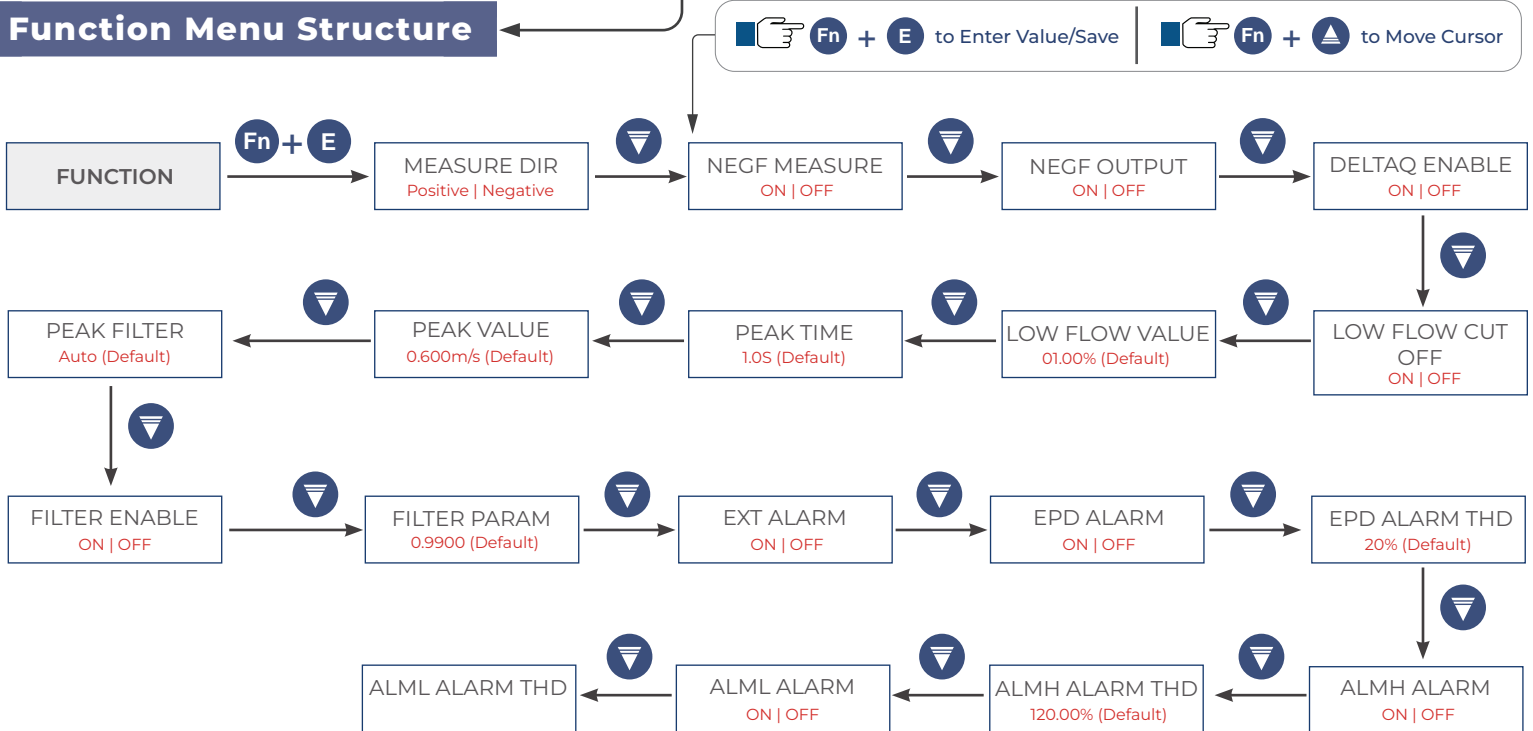 Function Menu Structure
Fn + E to Enter Value/Save
Fn + to Move Cursor
FUNCTION
Fn + E
MEASURE DIR
Positive | Negative
NEGF MEASURE
ON | OFF
NEGF OUTPUT
ON | OFF
DELTAQ ENABLE
ON | OFF
LOW FLOW CUT
OFF
ON | OFF
LOW FLOW VALUE
01.00% (Default)
PEAK TIME
1.0S (Default)
PEAK VALUE
0.600m/s (Default)
PEAK FILTER
Auto (Default)
FILTER ENABLE
ON | OFF
FILTER PARAM
0.9900 (Default)
EXT ALARM
ON | OFF
EPD ALARM
ON | OFF
EPD ALARM THD
20% (Default)
ALMH ALARM
ON | OFF
ALMH ALARM THD
120.00% (Default)
ALML ALARM
ON | OFF
ALML ALARM THD